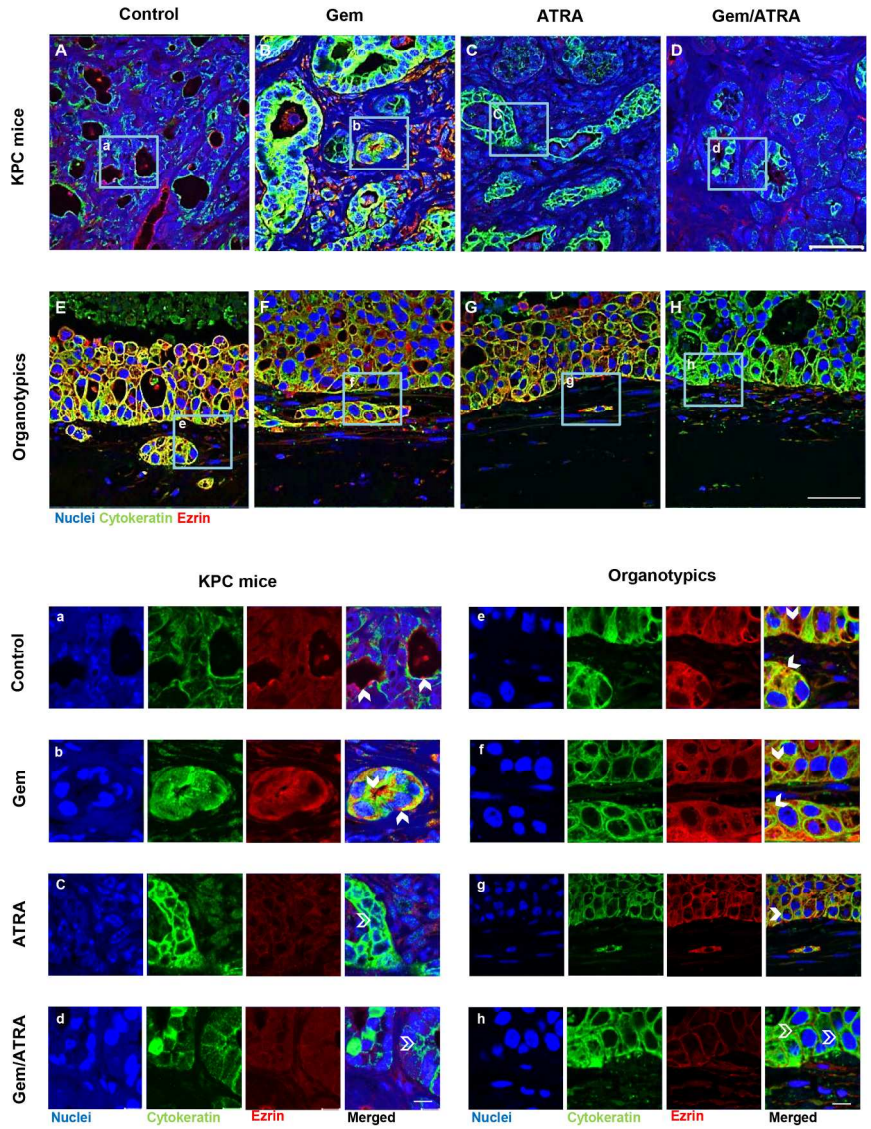 Control Gem ATRA Gem/ATRA
KPC mice
A B C D
a b c d
Organotypics
E F G H
e f g h
Nuclei Cytokeratin Ezrin
KPC mice Organotypics
Control
a e
Gem
b f
ATRA
C g
Gem/ATRA
d h
Nuclei Cytokeratin Ezrin Merged Nuclei Cytokeratin Ezrin Merged